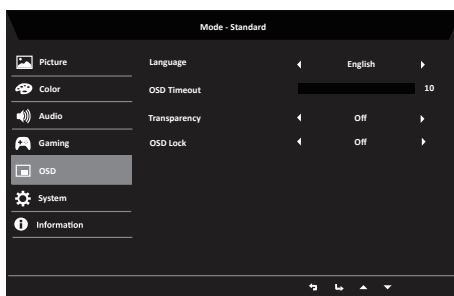 Mode - Standard
Picture
Language English
Color
OSD Timeout 10
Audio
Transparency Off
Gaming
OSD Lock Off
OSD
System
Information